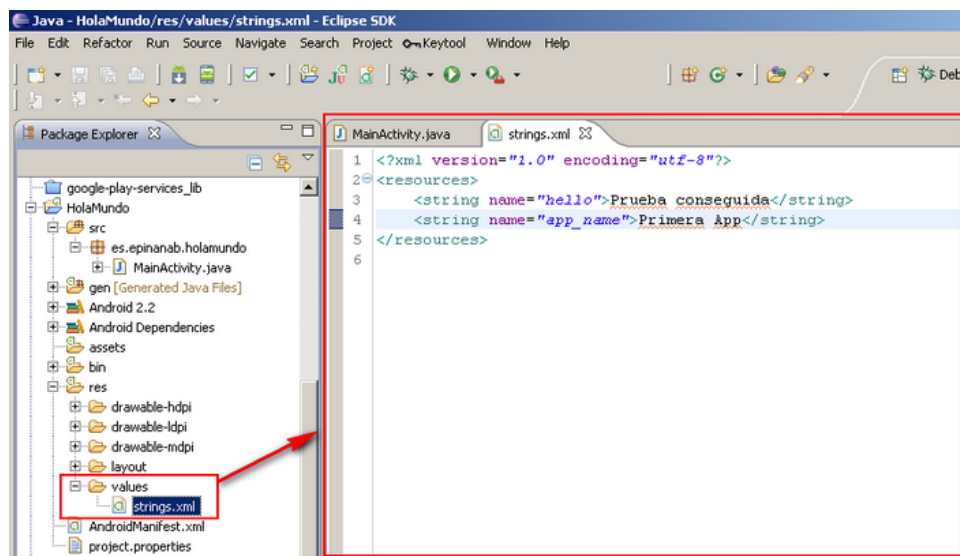 Java - HolaMundo/res/values/strings.xml - Eclipse SDK
File Edit Refactor Run Source Navigate Search Project Keytool Window Help
Deb
Package Explorer
MainActivity.java strings.xml
google-play-services_lib
HolaMundo
src
es.epinanab.holamundo
MainActivity.java
gen [Generated Java Files]
Android 2.2
Android Dependencies
assets
bin
res
drawable-hdpi
drawable-ldpi
drawable-mdpi
layout
values
strings.xml
AndroidManifest.xml
project.properties
1 <?xml version="1.0" encoding="utf-8"?>
2 <resources>
3 <string name="hello">Prueba conseguida</string>
4 <string name="app_name">Primera App</string>
5 </resources>
6